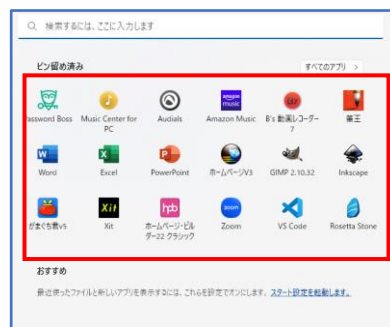 検索するには、ここに入力します
ピン留め済み
すべてのアプリ >
Password Boss
Music Center for PC
Audials
amazon music
Amazon Music
B's 動画レコーダー 7
筆王
Word
Excel
PowerPoint
ホームページV3
GIMP 2.10.32
Inkscape
がまぐち君v5
Xit
Xit
hpb
ホームページ・ビルダー22 クラシック
zoom
Zoom
VS Code
Rosetta Stone
おすすめ
最近使ったファイルと新しいアプリを表示するには、これらを設定でオンにします。 スタート設定を起動します。